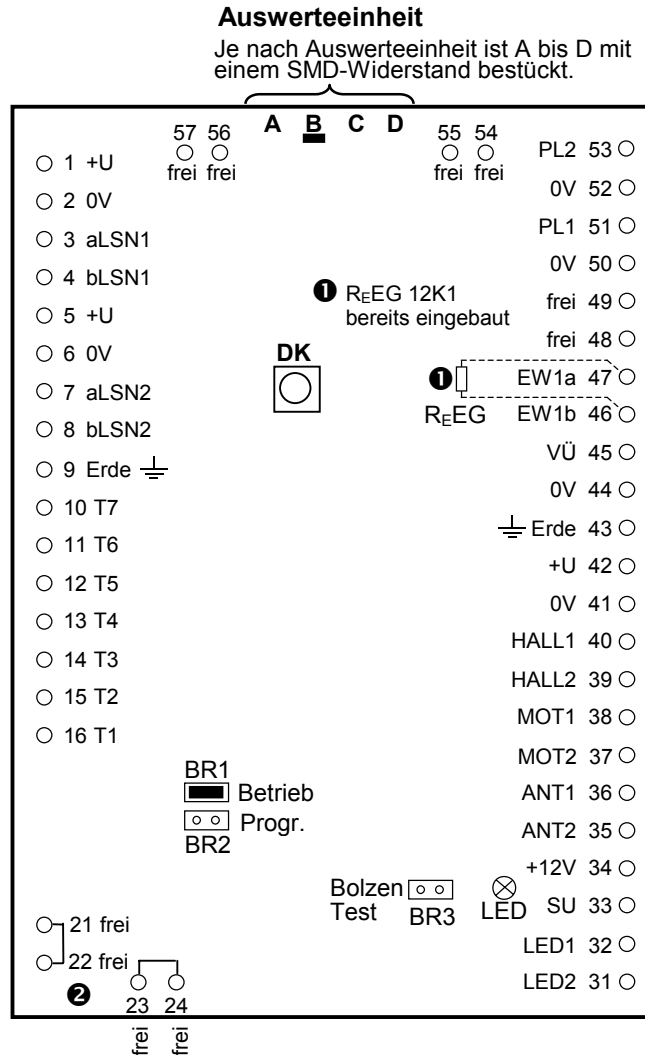 Auswerteeinheit
Je nach Auswerteeinheit ist A bis D mit
einem SMD-Widerstand bestückt.
A B C D
57 56
frei frei
55 54
frei frei
1 +U
2 0V
3 aLSN1
4 bLSN1
5 +U
6 0V
7 aLSN2
8 bLSN2
9 Erde
10 T7
11 T6
12 T5
13 T4
14 T3
15 T2
16 T1
❶ REEG 12K1
bereits eingebaut
DK
❶
REEG
PL2 53
0V 52
PL1 51
0V 50
frei 49
frei 48
EW1a 47
EW1b 46
VÜ 45
0V 44
Erde 43
+U 42
0V 41
HALL1 40
HALL2 39
MOT1 38
MOT2 37
ANT1 36
ANT2 35
+12V 34
SU 33
LED1 32
LED2 31
BR1
Betrieb
Progr.
BR2
Bolzen
Test
BR3
LED
21 frei
22 frei
❷
23 24
frei frei